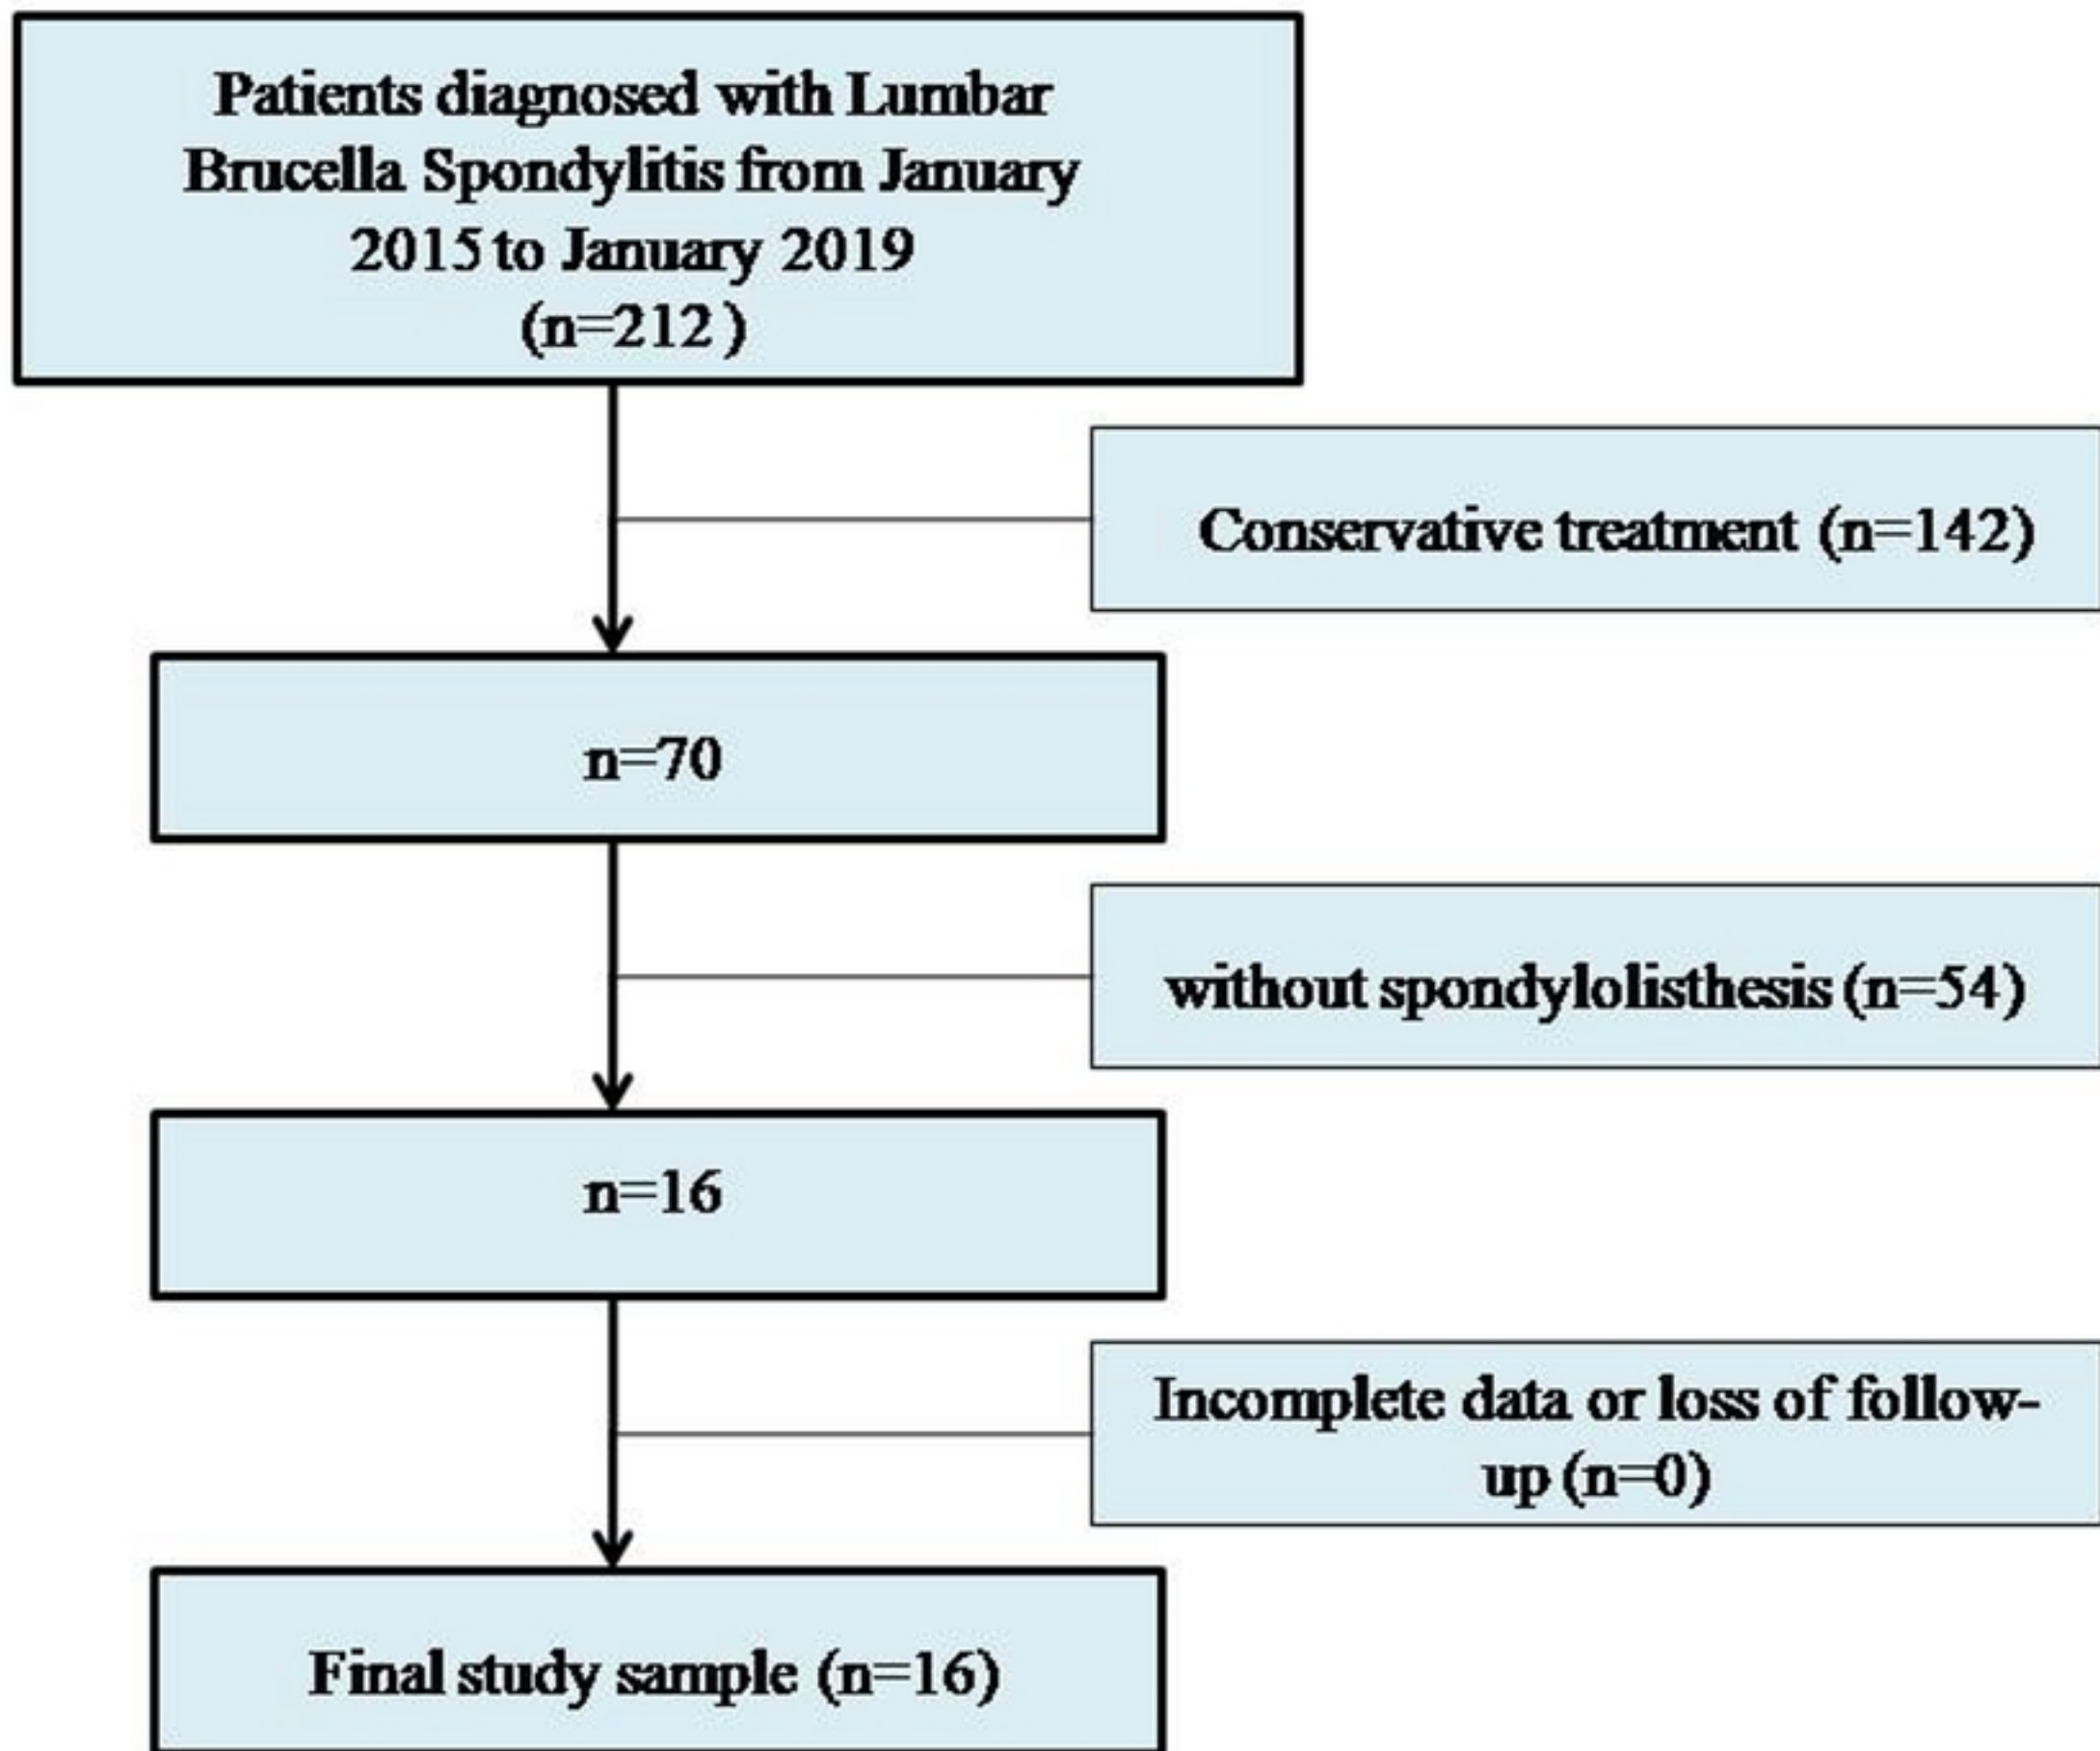 Patients diagnosed with Lumbar
Brucella Spondylitis from January
2015 to January 2019
(n=212 )
Conservative treatment (n=142)
n=70
without spondylolisthesis (n=54)
n=16
Incomplete data or loss of follow-
up (n=0)
Final study sample (n=16)